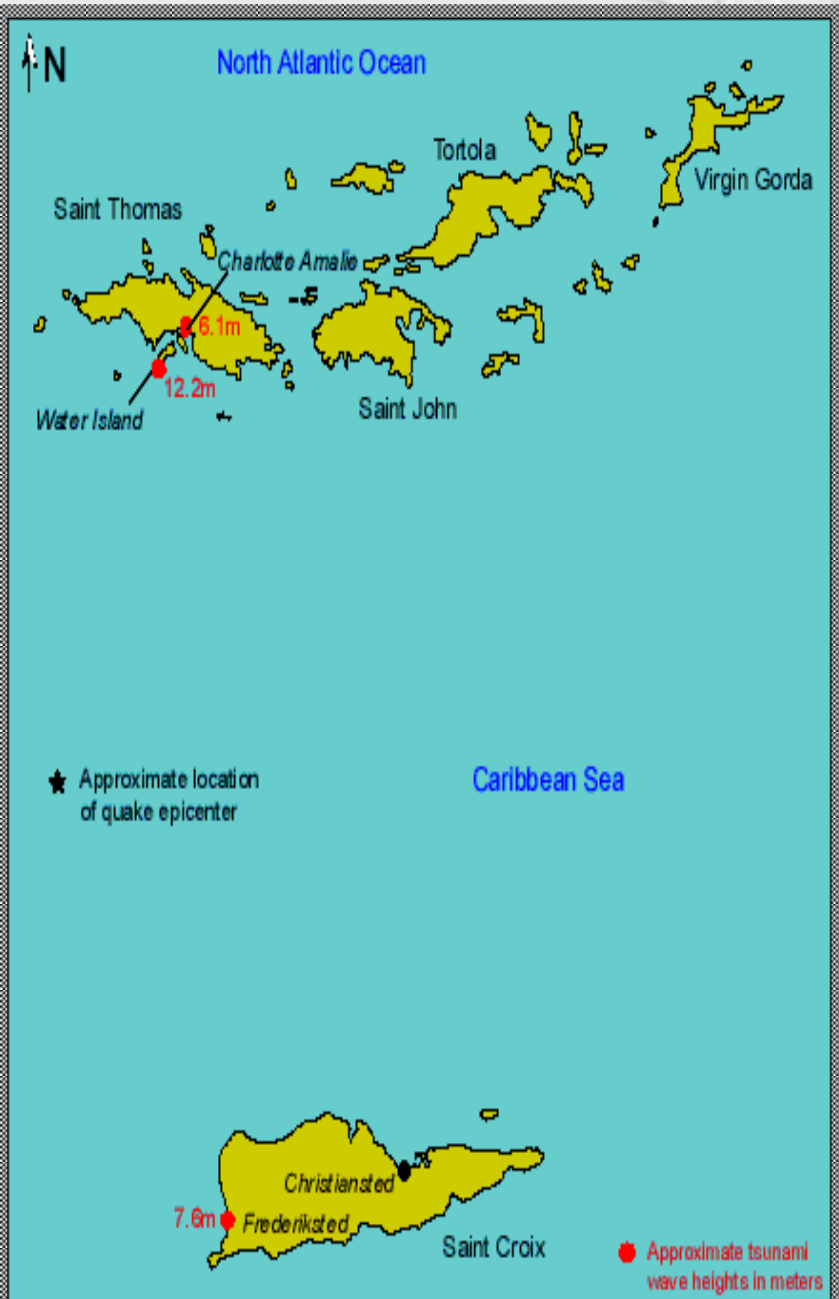 N
North Atlantic Ocean
Tortola
Virgin Gorda
Saint Thomas
Charlotte Amalie
6.1m
12.2m
Water Island
Saint John
Approximate location
of quake epicenter
Caribbean Sea
Christiansted
7.6m
Frederiksted
Saint Croix
Approximate tsunami
wave heights in meters